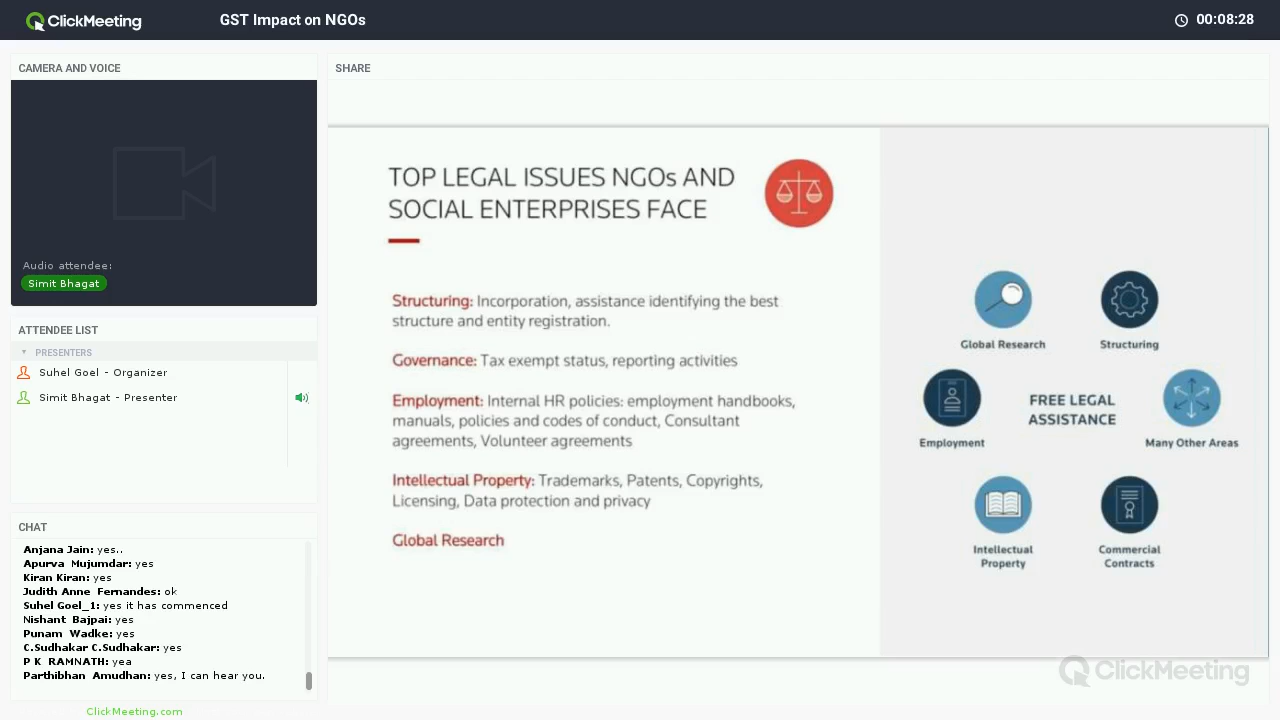 ClickMeeting
GST Impact on NGOs
00:08:28
CAMERA AND VOICE
Audio attendee:
Simit Bhagat
ATTENDEE LIST
PRESENTERS
Suhel Goel - Organizer
Simit Bhagat - Presenter
CHAT
Anjana Jain: yes..
Apurva Mujumdar: yes
Kiran Kiran: yes
Judith Anne Fernandes: ok
Suhel Goel_1: yes it has commenced
Nishant Bajpai: yes
Punam Wadke: yes
C.Sudhakar C.Sudhakar: yes
P K RAMNATH: yea
Parthibhan Amudhan: yes, I can hear you.
ClickMeeting.com
SHARE
TOP LEGAL ISSUES NGOs AND
SOCIAL ENTERPRISES FACE
Structuring: Incorporation, assistance identifying the best
structure and entity registration.
Governance: Tax exempt status, reporting activities
Employment: Internal HR policies: employment handbooks,
manuals, policies and codes of conduct, Consultant
agreements, Volunteer agreements
Intellectual Property: Trademarks, Patents, Copyrights,
Licensing, Data protection and privacy
Global Research
Global Research
Structuring
Employment
FREE LEGAL
ASSISTANCE
Many Other Areas
Intellectual
Property
Commercial
Contracts
ClickMeeting